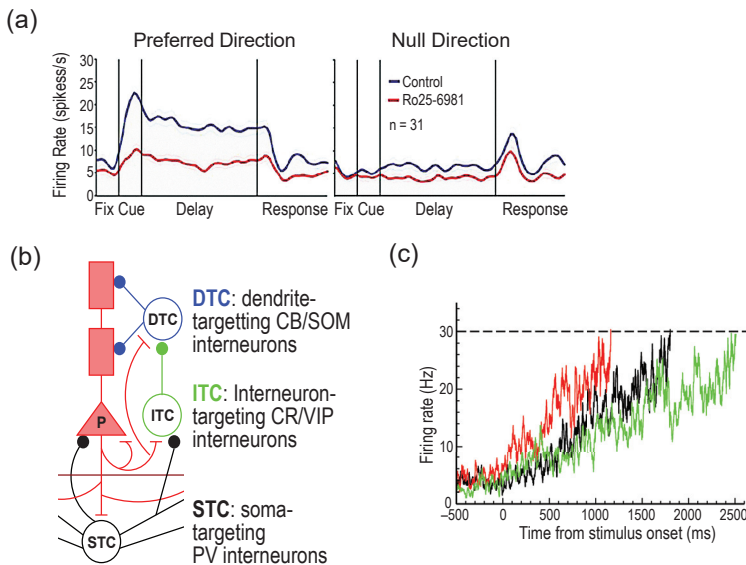 (a)
Preferred Direction
Null Direction
Firing Rate (spikess/s)
30
25
20
15
10
5
0
Control
Ro25-6981
n = 31
Fix Cue Delay Response
Fix Cue Delay Response
(b)
DTC
ITC
P
STC
DTC: dendrite-
targetting CB/SOM
interneurons
ITC: Interneuron-
targeting CR/VIP
interneurons
STC: soma-
targeting
PV interneurons
(c)
Firing rate (Hz)
30
20
10
0
-500 0 500 1000 1500 2000 2500
Time from stimulus onset (ms)